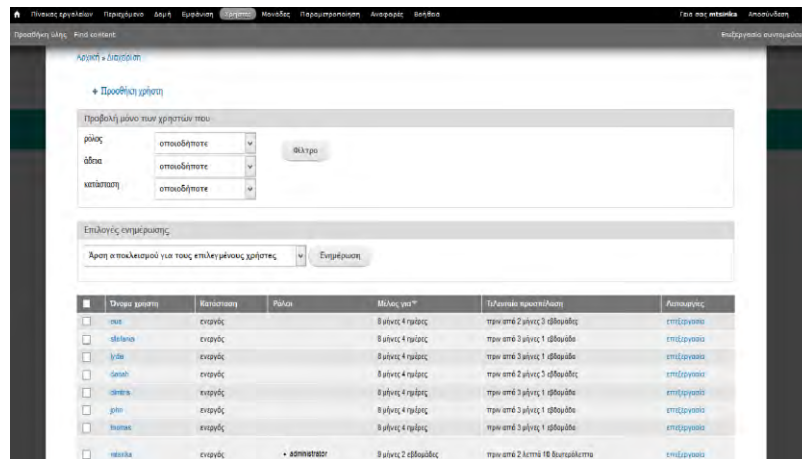 Πίνακας εργαλείων Περιεχόμενο Δομή Εμφάνιση Χρήστες Μονάδες Παραμετροποίηση Αναφορές Βοήθεια Γεια σας mtsinka Αποσύνδεση
Προσθήκη ύλης Find content Επεξεργασία συντομεύσε
Αρχική » Διαχείριση
+ Προσθήκη χρήστη
Προβολή μόνο των χρηστών που
ρόλος οποιοδήποτε
Φίλτρο
άδεια οποιοδήποτε
κατάσταση οποιοδήποτε
Επιλογές ενημέρωσης
Άρση αποκλεισμού για τους επιλεγμένους χρήστες Ενημέρωση
Όνομα χρήστη Κατάσταση Ρόλοι Μέλος για Τελευταία προσπέλαση Λειτουργίες
ενεργός 8 μήνες 4 ημέρες πριν από 2 μήνες 3 εβδομάδες επεξεργασία
stefania ενεργός 8 μήνες 4 ημέρες πριν από 3 μήνες 1 εβδομάδα επεξεργασία
lydia ενεργός 8 μήνες 4 ημέρες πριν από 3 μήνες 1 εβδομάδα επεξεργασία
ενεργός 8 μήνες 4 ημέρες πριν από 2 μήνες 3 εβδομάδες επεξεργασία
dimitris ενεργός 8 μήνες 4 ημέρες πριν από 3 μήνες 1 εβδομάδα επεξεργασία
john ενεργός 8 μήνες 4 ημέρες πριν από 3 μήνες 1 εβδομάδα επεξεργασία
thomas ενεργός 8 μήνες 4 ημέρες πριν από 3 μήνες 1 εβδομάδα επεξεργασία
mtsinka ενεργός • administrator 8 μήνες 2 εβδομάδες πριν από 2 λεπτά 18 δευτερόλεπτα επεξεργασία